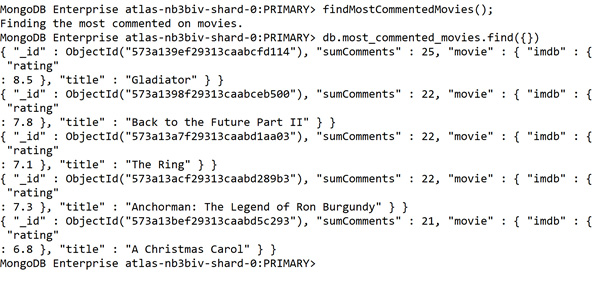 MongoDB Enterprise atlas-nb3biv-shard-0:PRIMARY> findMostCommentedMovies();
Finding the most commented on movies.
MongoDB Enterprise atlas-nb3biv-shard-0:PRIMARY> db.most_commented_movies.find({})
{ "_id" : ObjectId("573a139ef29313caabcfd114"), "sumComments" : 25, "movie" : { "imdb" : {
"rating"
: 8.5 }, "title" : "Gladiator" } }
{ "_id" : ObjectId("573a1398f29313caabceb500"), "sumComments" : 22, "movie" : { "imdb" : {
"rating"
: 7.8 }, "title" : "Back to the Future Part II" } }
{ "_id" : ObjectId("573a13a7f29313caabd1aa03"), "sumComments" : 22, "movie" : { "imdb" : {
"rating"
: 7.1 }, "title" : "The Ring" } }
{ "_id" : ObjectId("573a13acf29313caabd289b3"), "sumComments" : 22, "movie" : { "imdb" : {
"rating"
: 7.3 }, "title" : "Anchorman: The Legend of Ron Burgundy" } }
{ "_id" : ObjectId("573a13bef29313caabd5c293"), "sumComments" : 21, "movie" : { "imdb" : {
"rating"
: 6.8 }, "title" : "A Christmas Carol" } }
MongoDB Enterprise atlas-nb3biv-shard-0:PRIMARY>